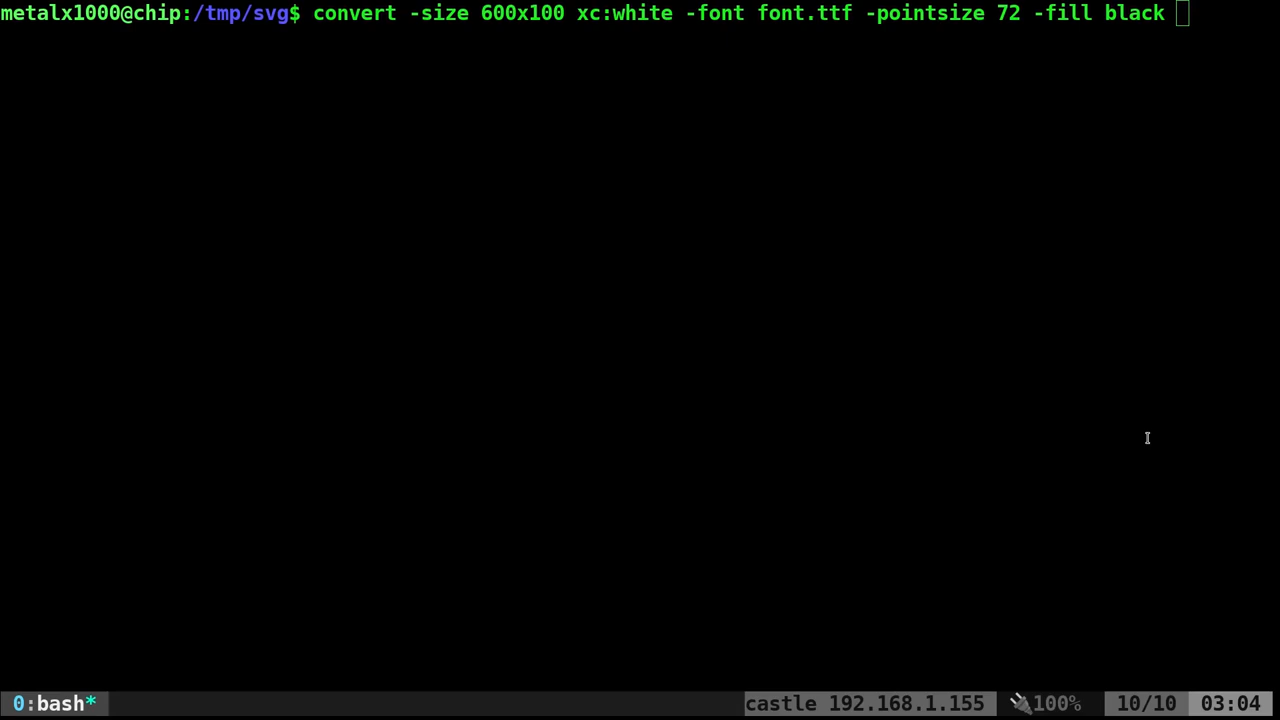 metalx1000@chip:/tmp/svg$ convert -size 600x100 xc:white -font font.ttf -pointsize 72 -fill black
0:bash* castle 192.168.1.155 🔌100% 10/10 03:04